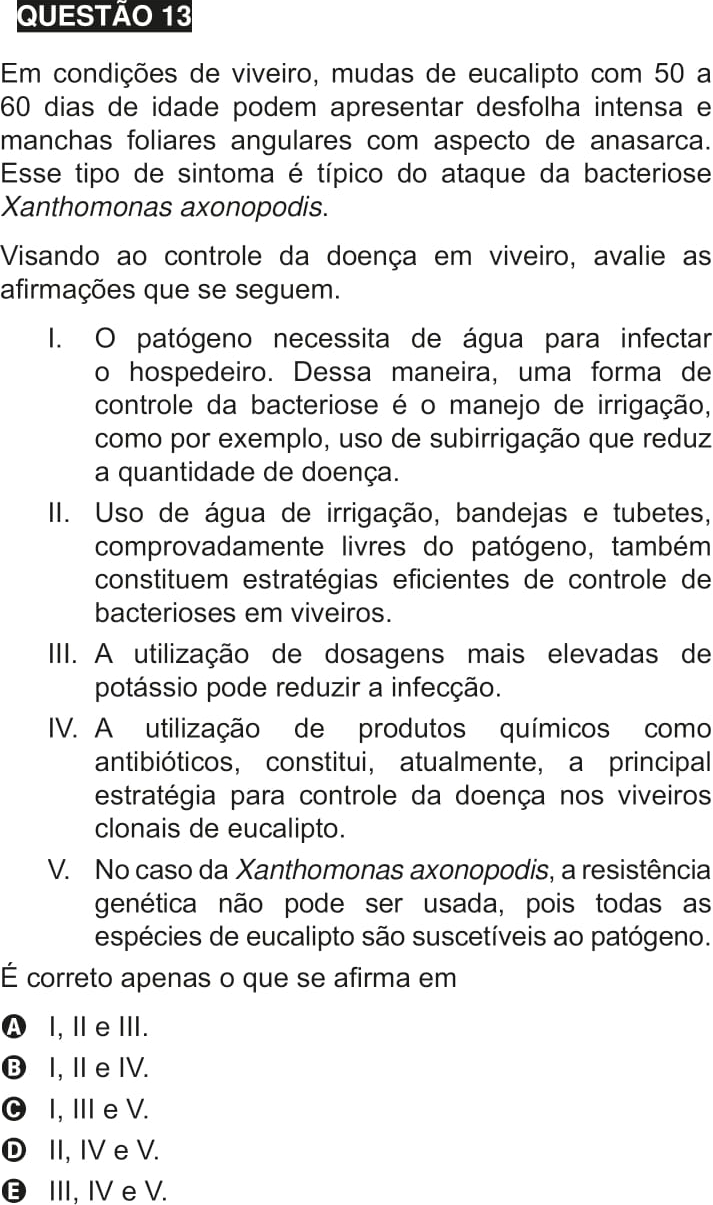 QUESTÃO 13
Em condições de viveiro, mudas de eucalipto com 50 a
60 dias de idade podem apresentar desfolha intensa e
manchas foliares angulares com aspecto de anasarca.
Esse tipo de sintoma é típico do ataque da bacteriose
Xanthomonas axonopodis.
Visando ao controle da doença em viveiro, avalie as
afirmações que se seguem.
I. O patógeno necessita de água para infectar
o hospedeiro. Dessa maneira, uma forma de
controle da bacteriose é o manejo de irrigação,
como por exemplo, uso de subirrigação que reduz
a quantidade de doença.
II. Uso de água de irrigação, bandejas e tubetes,
comprovadamente livres do patógeno, também
constituem estratégias eficientes de controle de
bacterioses em viveiros.
III. A utilização de dosagens mais elevadas de
potássio pode reduzir a infecção.
IV. A utilização de produtos químicos como
antibióticos, constitui, atualmente, a principal
estratégia para controle da doença nos viveiros
clonais de eucalipto.
V. No caso da Xanthomonas axonopodis, a resistência
genética não pode ser usada, pois todas as
espécies de eucalipto são suscetíveis ao patógeno.
É correto apenas o que se afirma em
A I, II e III.
B I, II e IV.
C I, III e V.
D II, IV e V.
E III, IV e V.